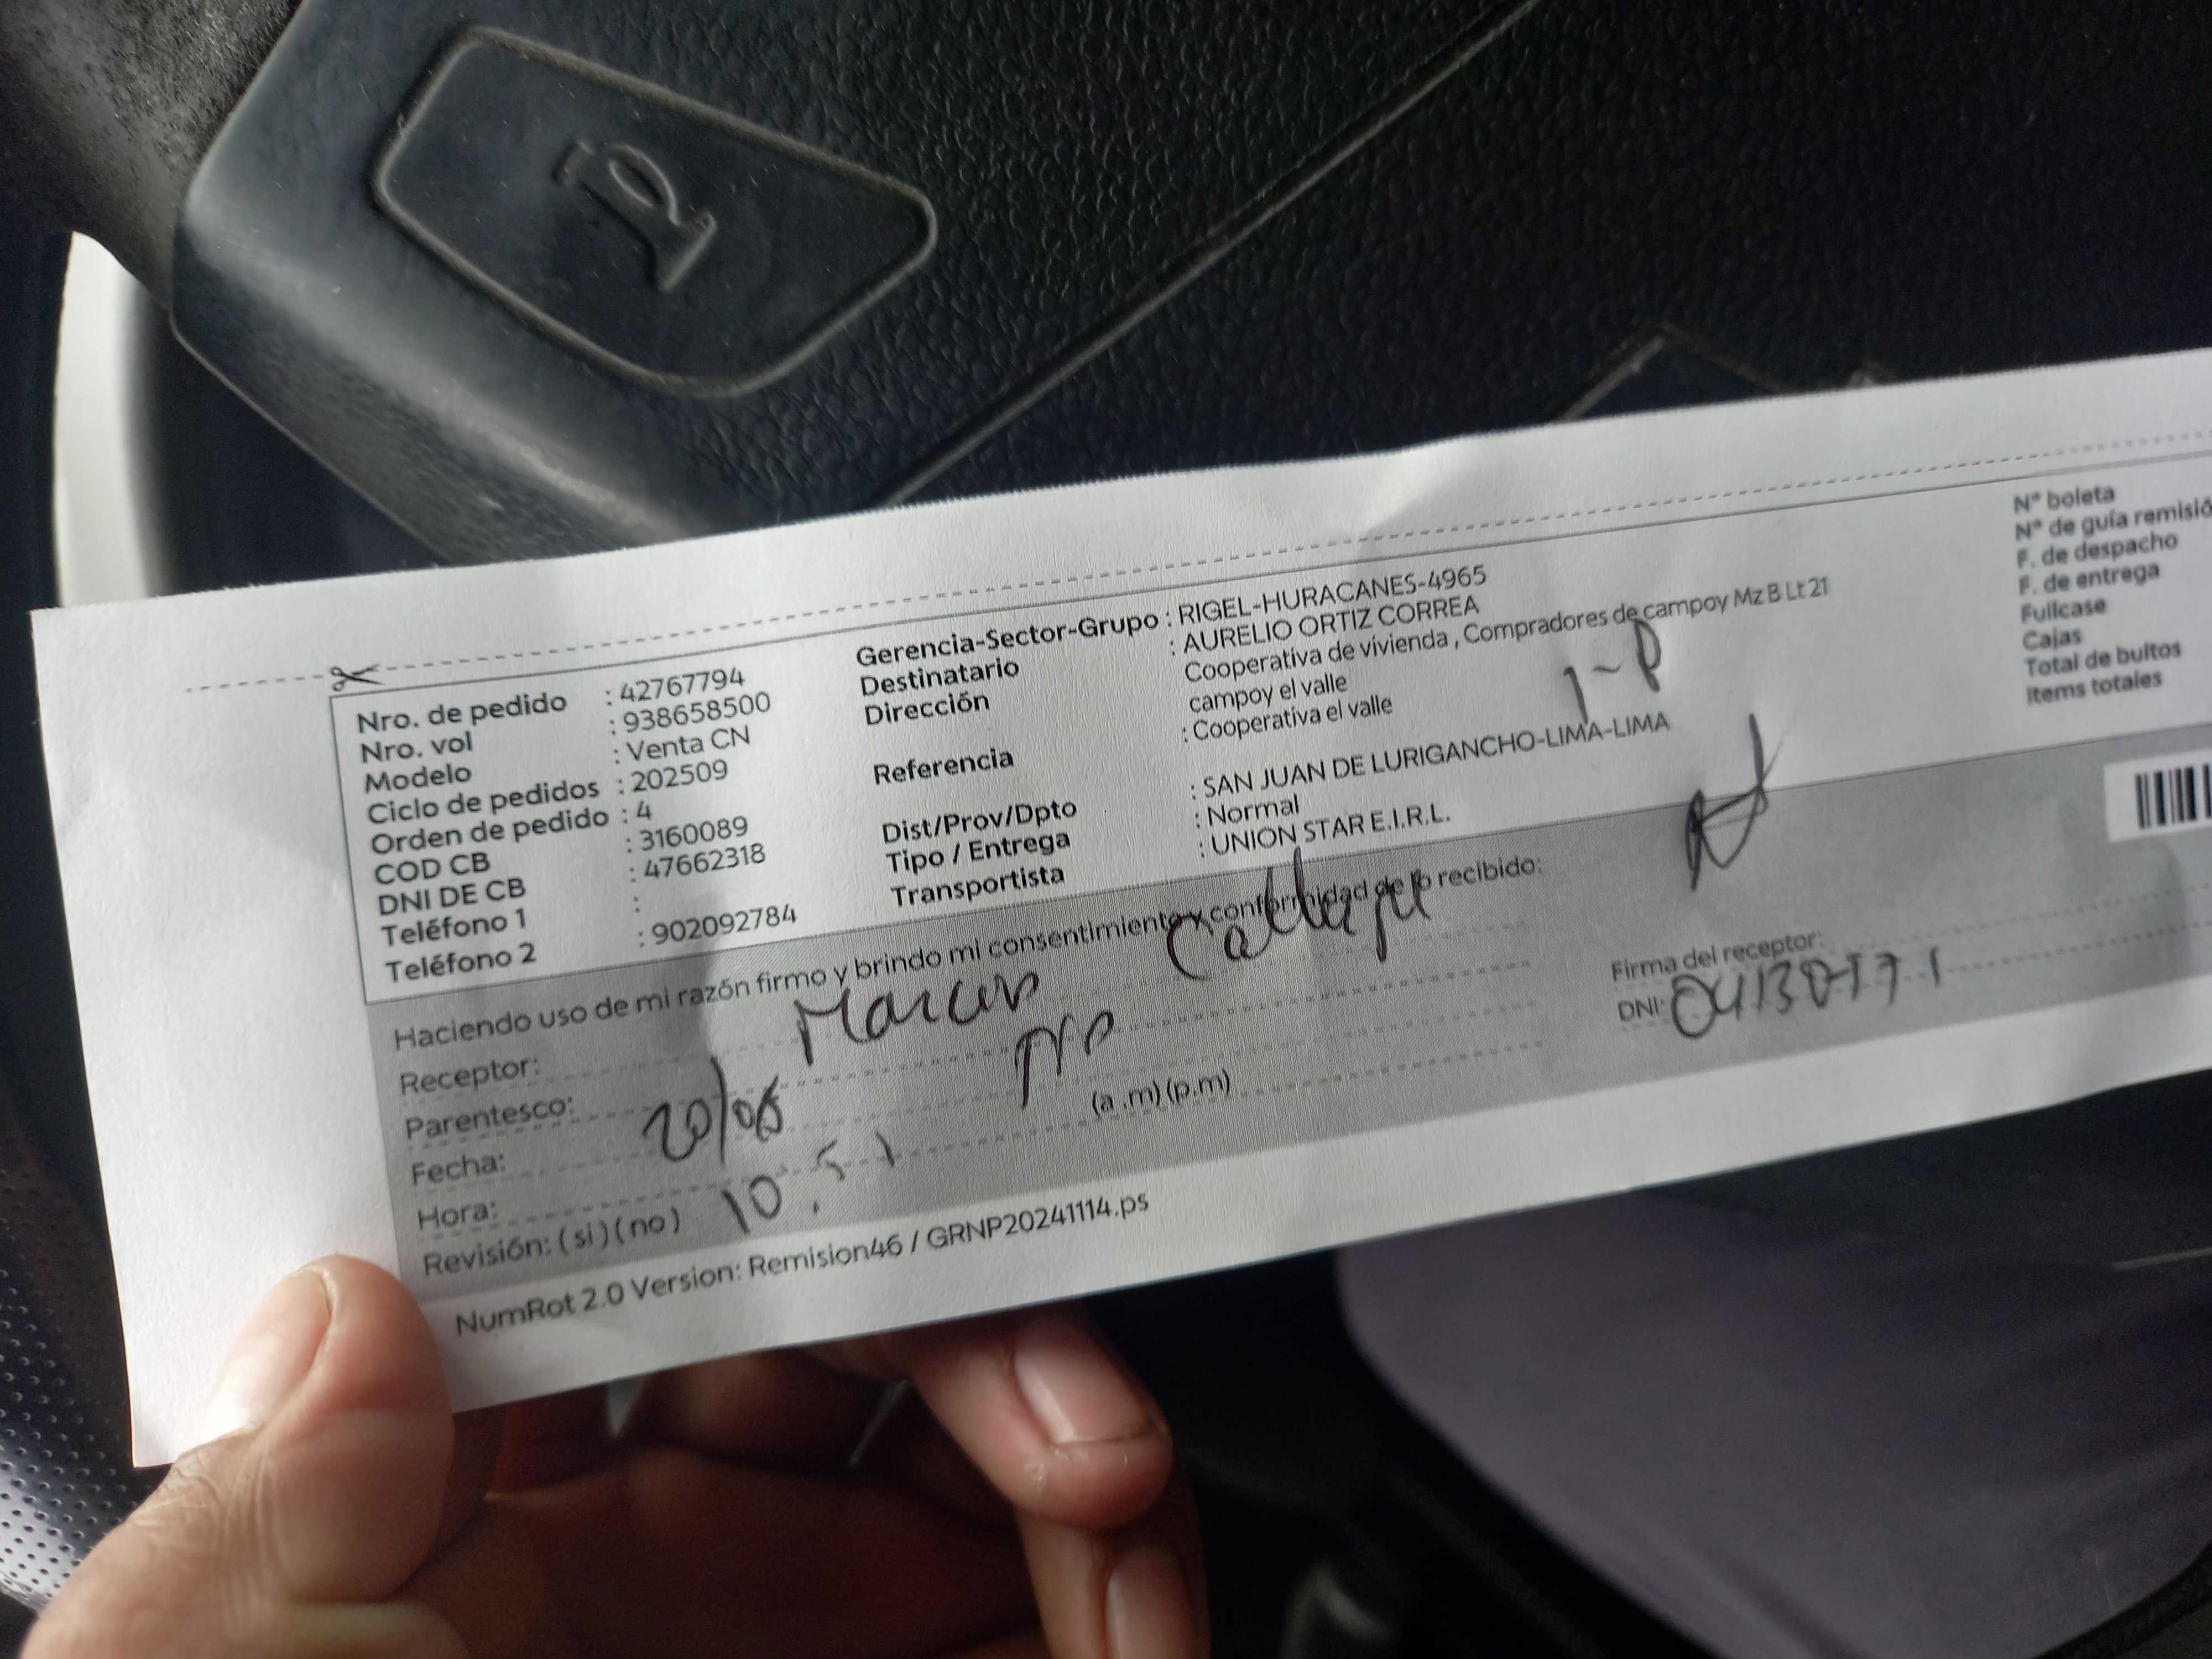 Nro. de pedido : 42767794
Nro. vol : 938658500
Modelo : Venta CN
Ciclo de pedidos : 202509
Orden de pedido : 4
COD CB : 3160089
DNI DE CB : 47662318
Teléfono 1 :
Teléfono 2 : 902092784
Gerencia-Sector-Grupo : RIGEL-HURACANES-4965
Destinatario : AURELIO ORTIZ CORREA
Dirección Cooperativa de vivienda , Compradores de campoy Mz B Lt 21
campoy el valle
Referencia : Cooperativa el valle
1-P
Dist/Prov/Dpto : SAN JUAN DE LURIGANCHO-LIMA-LIMA
Tipo / Entrega : Normal
Transportista : UNION STAR E.I.R.L.
N° boleta
N° de guía remisió
F. de despacho
F. de entrega
Fullcase
Cajas
Total de bultos
Items totales
Haciendo uso de mi razón firmo y brindo mi consentimiento y conformidad de lo recibido:
Receptor: Marcos
Parentesco:
Fecha: 20/06
Hora: 10:51 (a .m) (p.m)
Revisión: ( si ) ( no )
Firma del receptor:
DNI:
NumRot 2.0 Version: Remision46 / GRNP20241114.ps